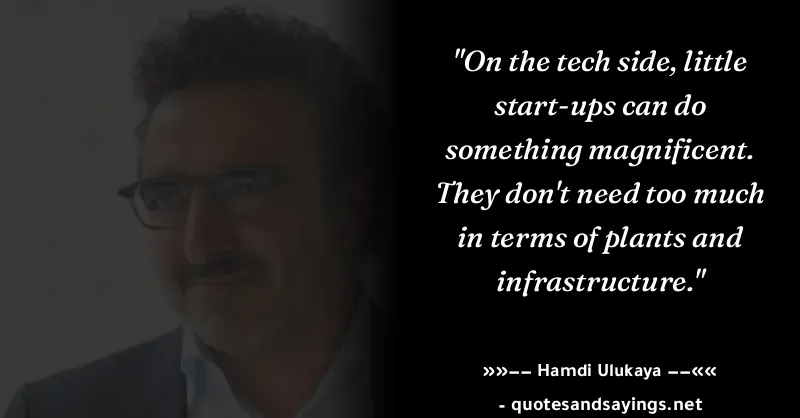 "On the tech side, little
start-ups can do
something magnificent.
They don't need too much
in terms of plants and
infrastructure."
»»−− Hamdi Ulukaya −−««
- quotesandsayings.net